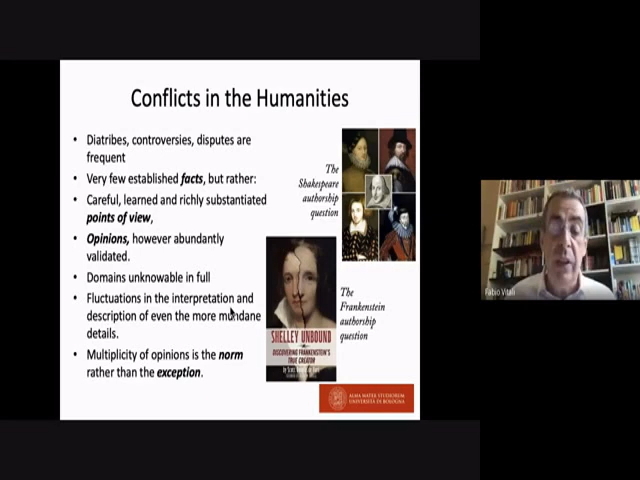 Conflicts in the Humanities
• Diatribes, controversies, disputes are
frequent
• Very few established facts, but rather:
• Careful, learned and richly substantiated
points of view,
• Opinions, however abundantly
validated.
• Domains unknowable in full
• Fluctuations in the interpretation and
description of even the more mundane
details.
• Multiplicity of opinions is the norm
rather than the exception.
The
Shakespeare
authorship
question
SHELLEY UNBOUND
DISCOVERING FRANKENSTEIN'S
TRUE CREATOR
The
Frankenstein
authorship
question
ALMA MATER STUDIORUM
UNIVERSITÀ DI BOLOGNA
Fabio Vitali